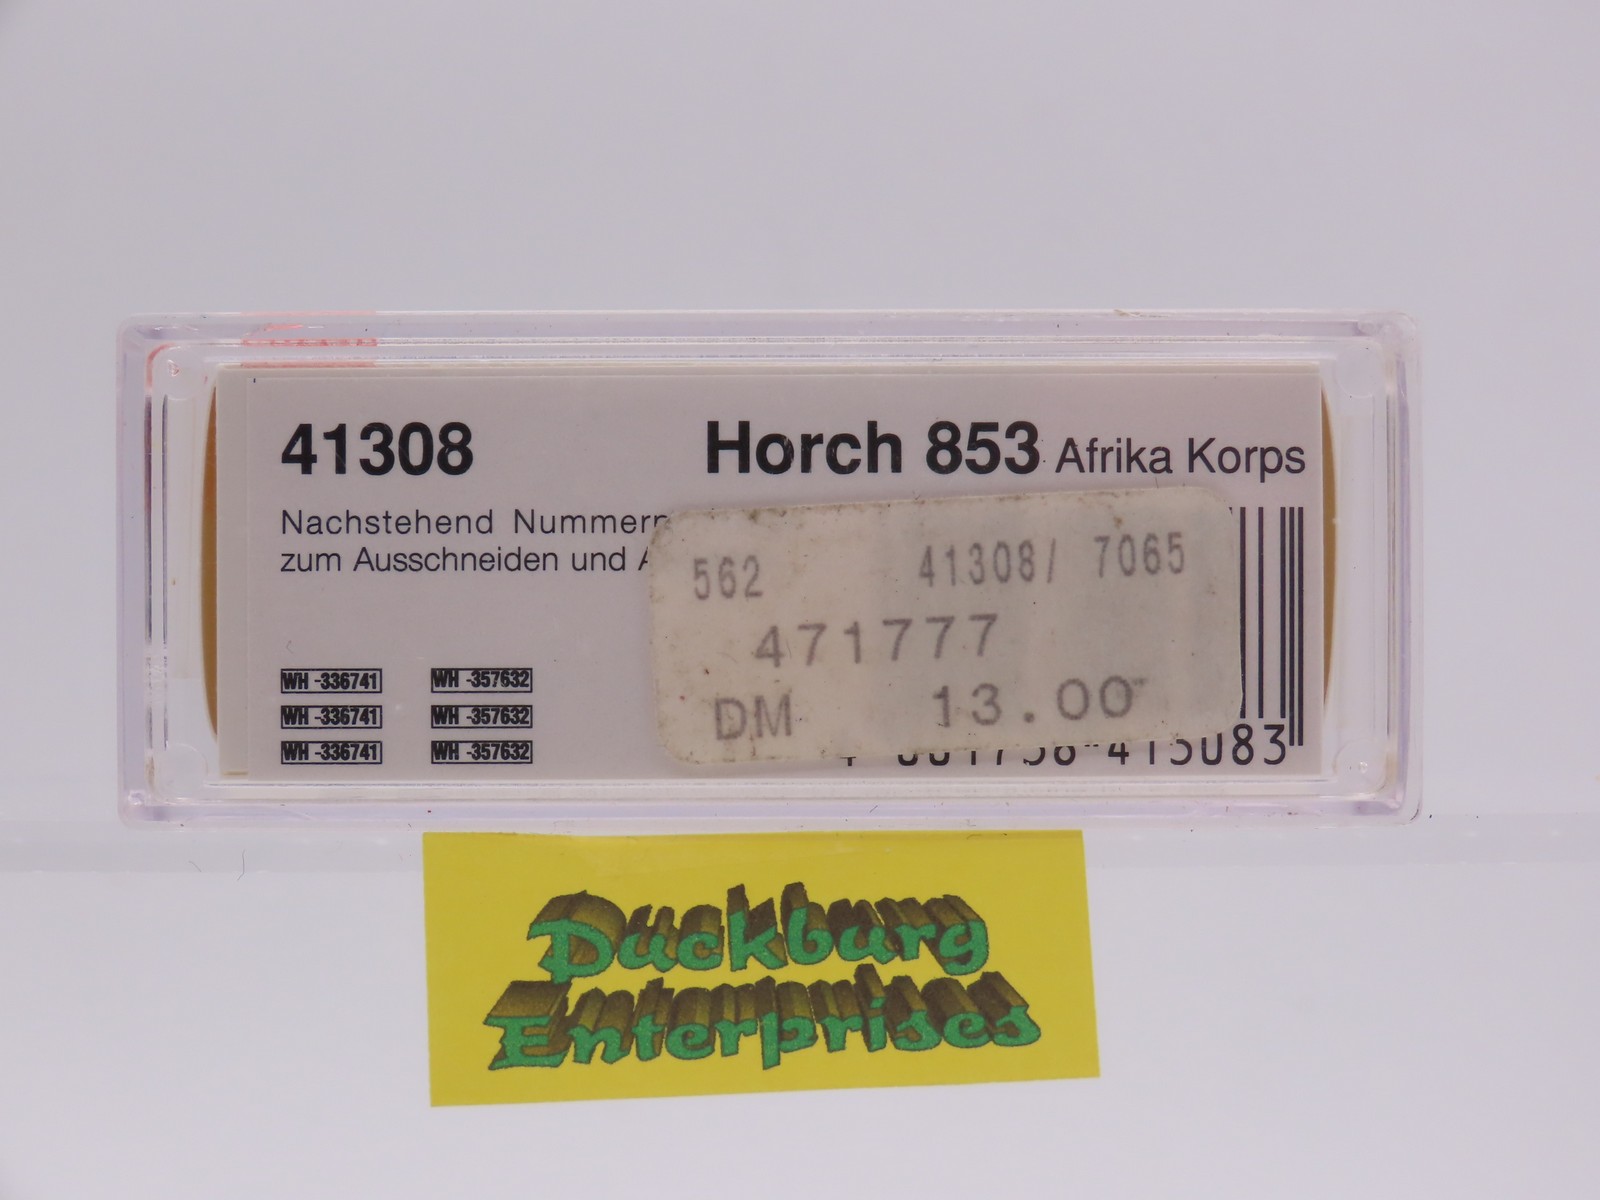 41308
Horch 853 Afrika Korps
Nachstehend
zum Ausschneiden und
562 41308/ 7065
471777
DM 13.00
WH -336741 WH -357632
WH -336741 WH -357632
WH -336741 WH -357632
413083
Duckburg
Enterprises